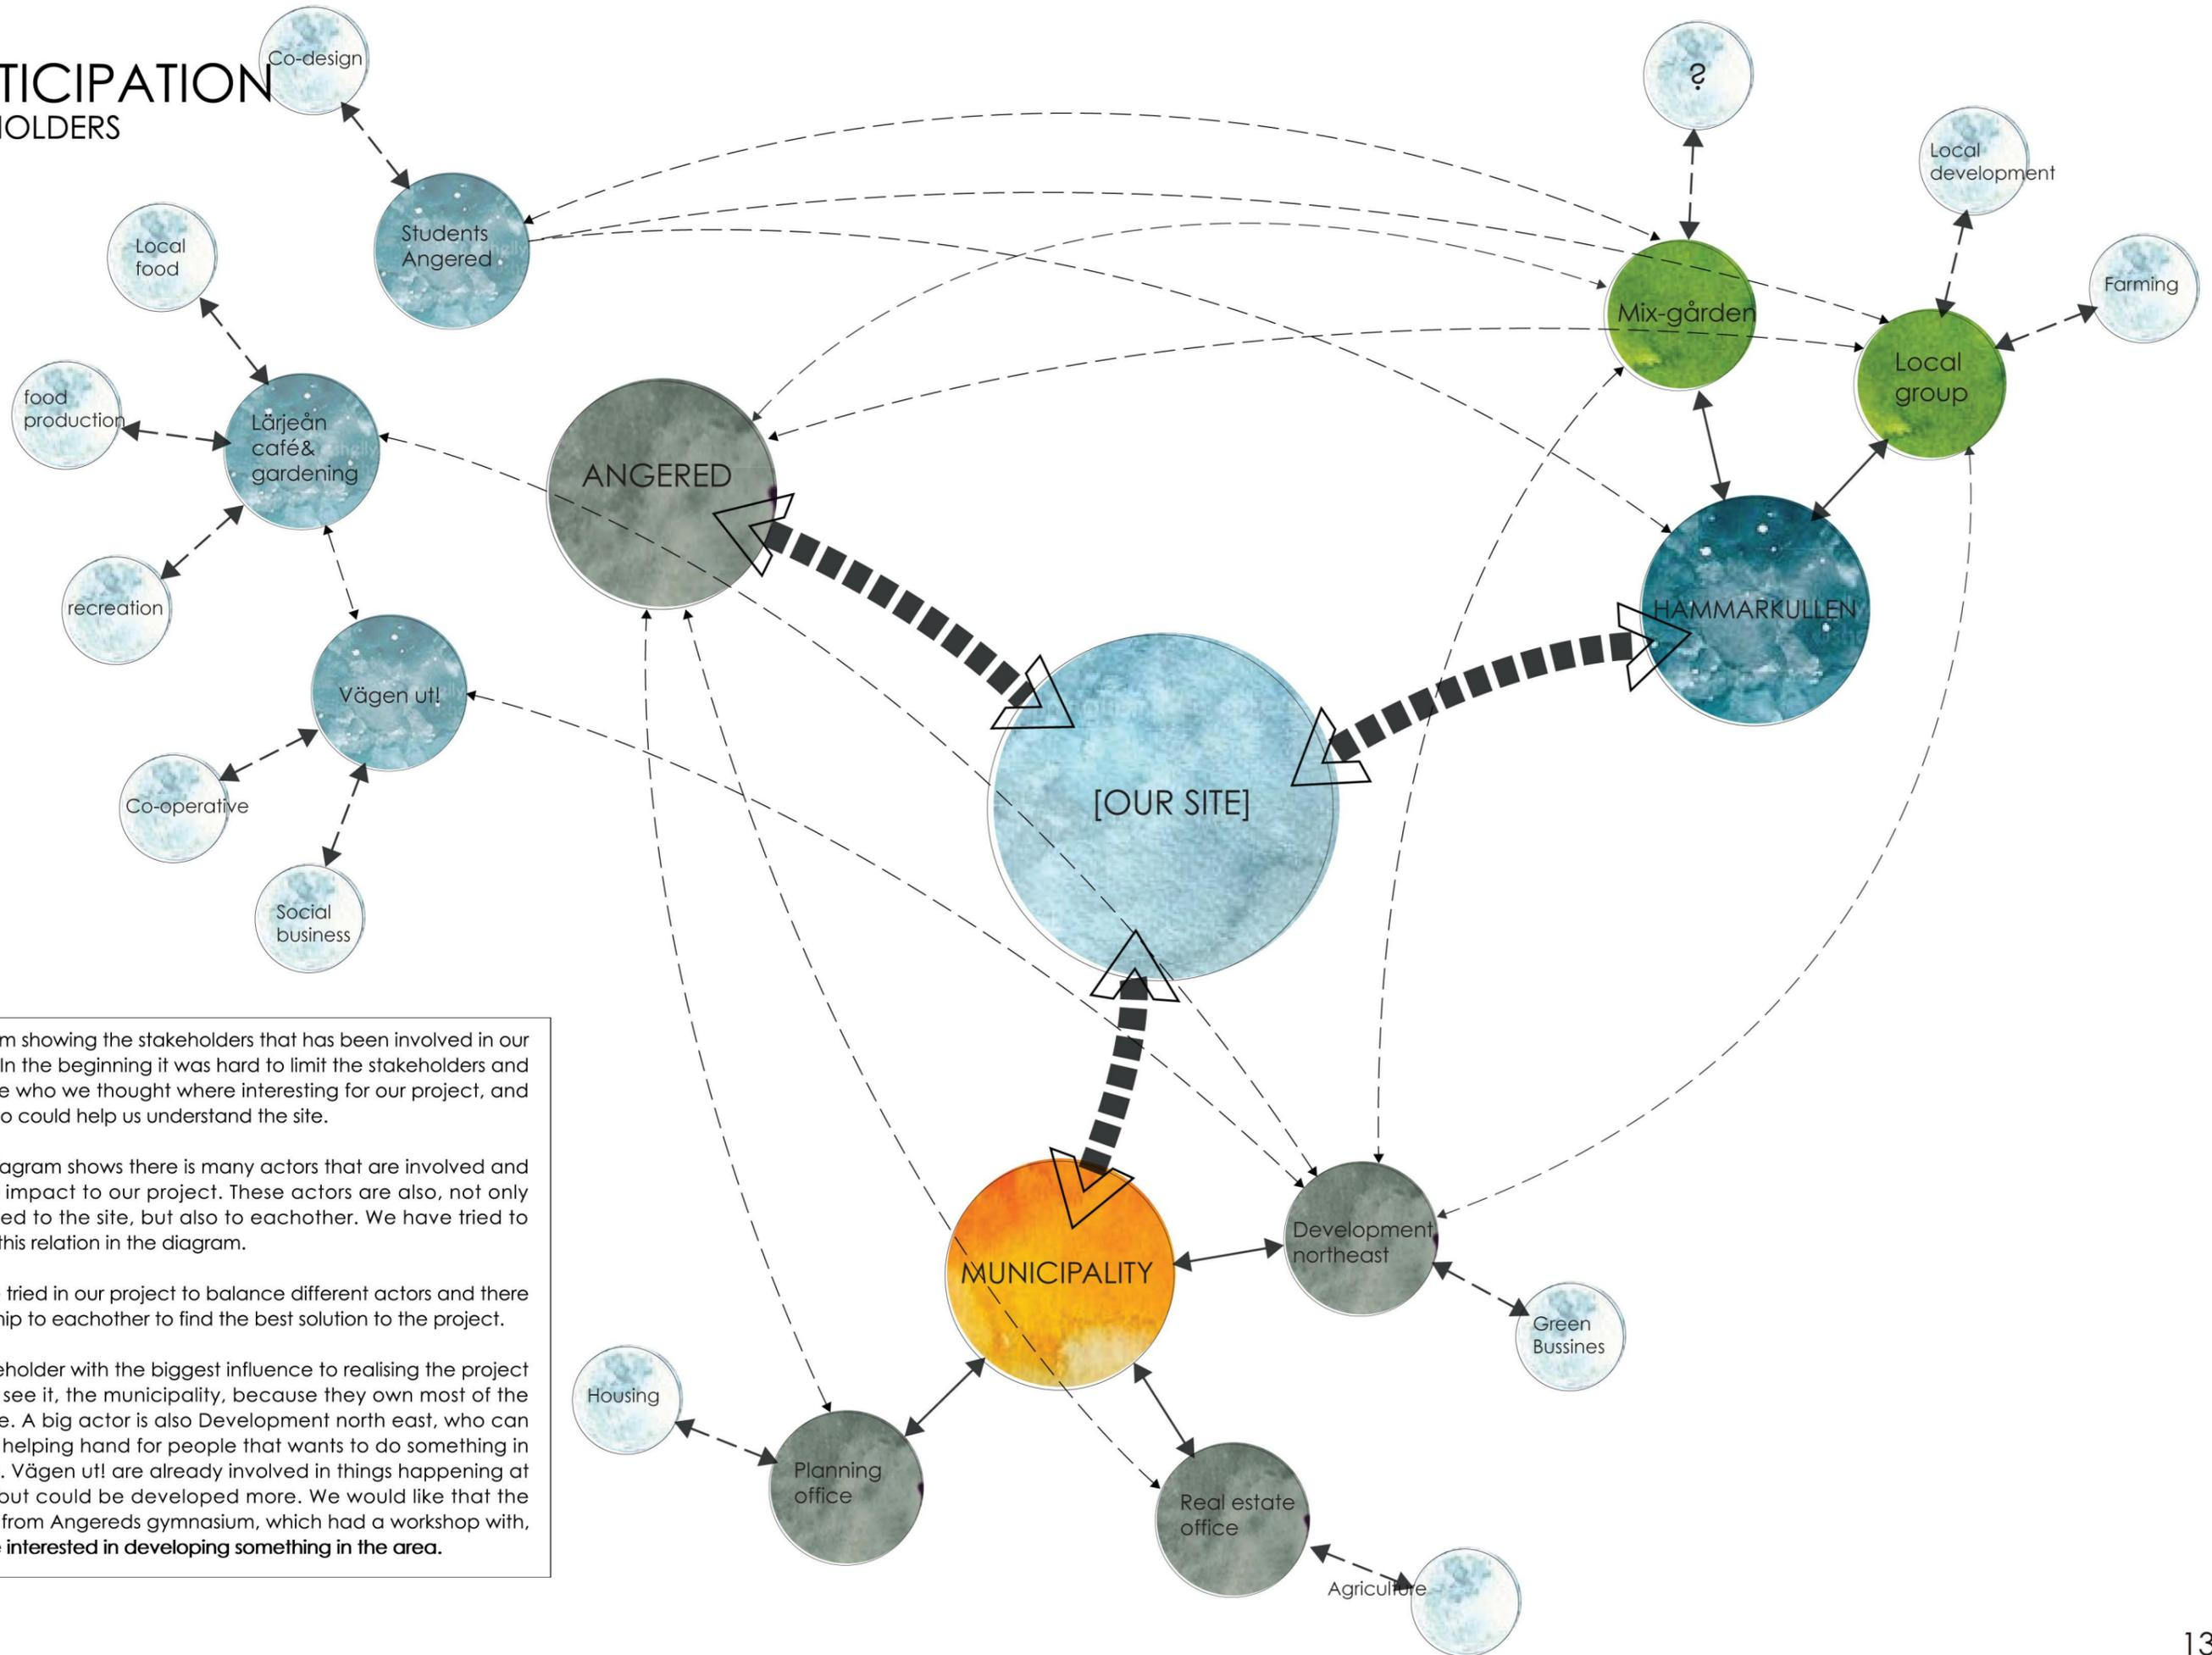 TICIPATION
HOLDERS
Co-design
?
Local
development
Students
Angered
Local
food
Farming
Mix-gården
Local
group
food
production
Lärjeån
café&
gardening
ANGERED
HAMMARKULLEN
recreation
Vägen ut!
[OUR SITE]
Co-operative
Social
business
m showing the stakeholders that has been involved in our
In the beginning it was hard to limit the stakeholders and
e who we thought where interesting for our project, and
o could help us understand the site.
agram shows there is many actors that are involved and
impact to our project. These actors are also, not only
ed to the site, but also to eachother. We have tried to
this relation in the diagram.
tried in our project to balance different actors and there
hip to eachother to find the best solution to the project.
eholder with the biggest influence to realising the project
see it, the municipality, because they own most of the
e. A big actor is also Development north east, who can
helping hand for people that wants to do something in
. Vägen ut! are already involved in things happening at
but could be developed more. We would like that the
from Angereds gymnasium, which had a workshop with,
e interested in developing something in the area.
MUNICIPALITY
Development
northeast
Green
Bussines
Housing
Planning
office
Real estate
office
Agriculture
13